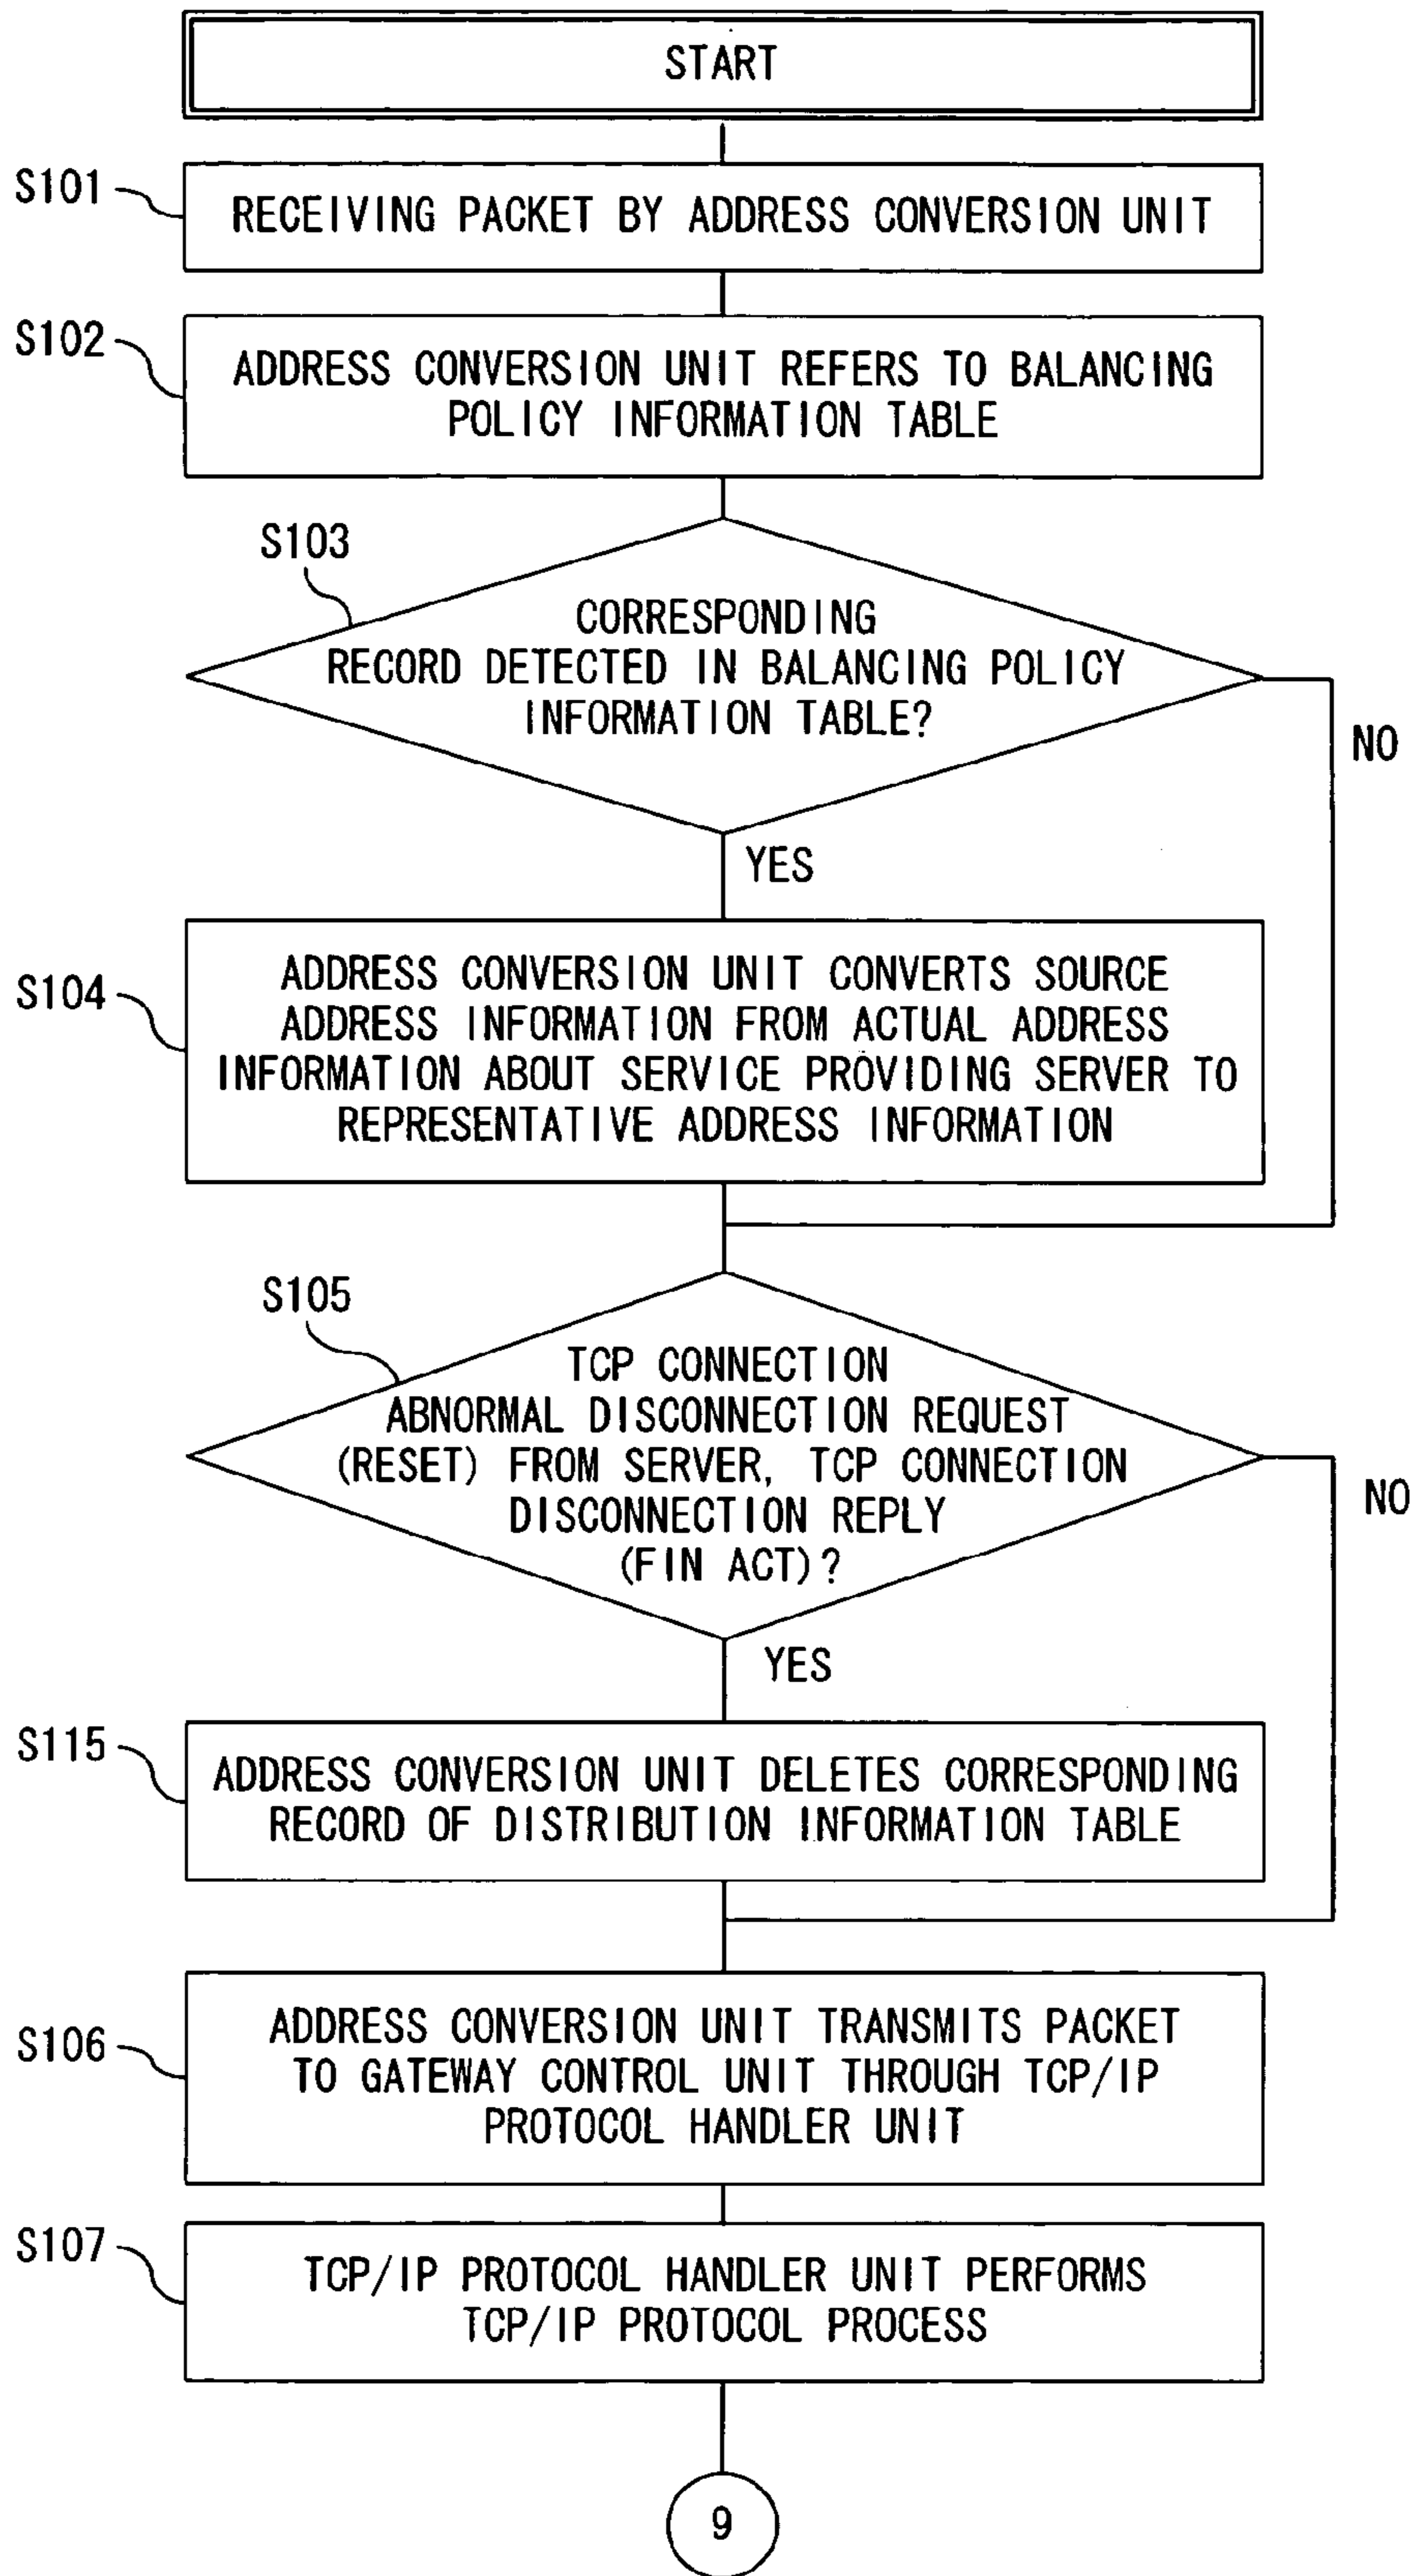 START
S101
RECEIVING PACKET BY ADDRESS CONVERSION UNIT
S102
ADDRESS CONVERSION UNIT REFERS TO BALANCING
POLICY INFORMATION TABLE
S103
CORRESPONDING
RECORD DETECTED IN BALANCING POLICY
INFORMATION TABLE?
NO
YES
S104
ADDRESS CONVERSION UNIT CONVERTS SOURCE
ADDRESS INFORMATION FROM ACTUAL ADDRESS
INFORMATION ABOUT SERVICE PROVIDING SERVER TO
REPRESENTATIVE ADDRESS INFORMATION
S105
TCP CONNECTION
ABNORMAL DISCONNECTION REQUEST
(RESET) FROM SERVER, TCP CONNECTION
DISCONNECTION REPLY
(FIN ACT)?
NO
YES
S115
ADDRESS CONVERSION UNIT DELETES CORRESPONDING
RECORD OF DISTRIBUTION INFORMATION TABLE
S106
ADDRESS CONVERSION UNIT TRANSMITS PACKET
TO GATEWAY CONTROL UNIT THROUGH TCP/IP
PROTOCOL HANDLER UNIT
S107
TCP/IP PROTOCOL HANDLER UNIT PERFORMS
TCP/IP PROTOCOL PROCESS
9